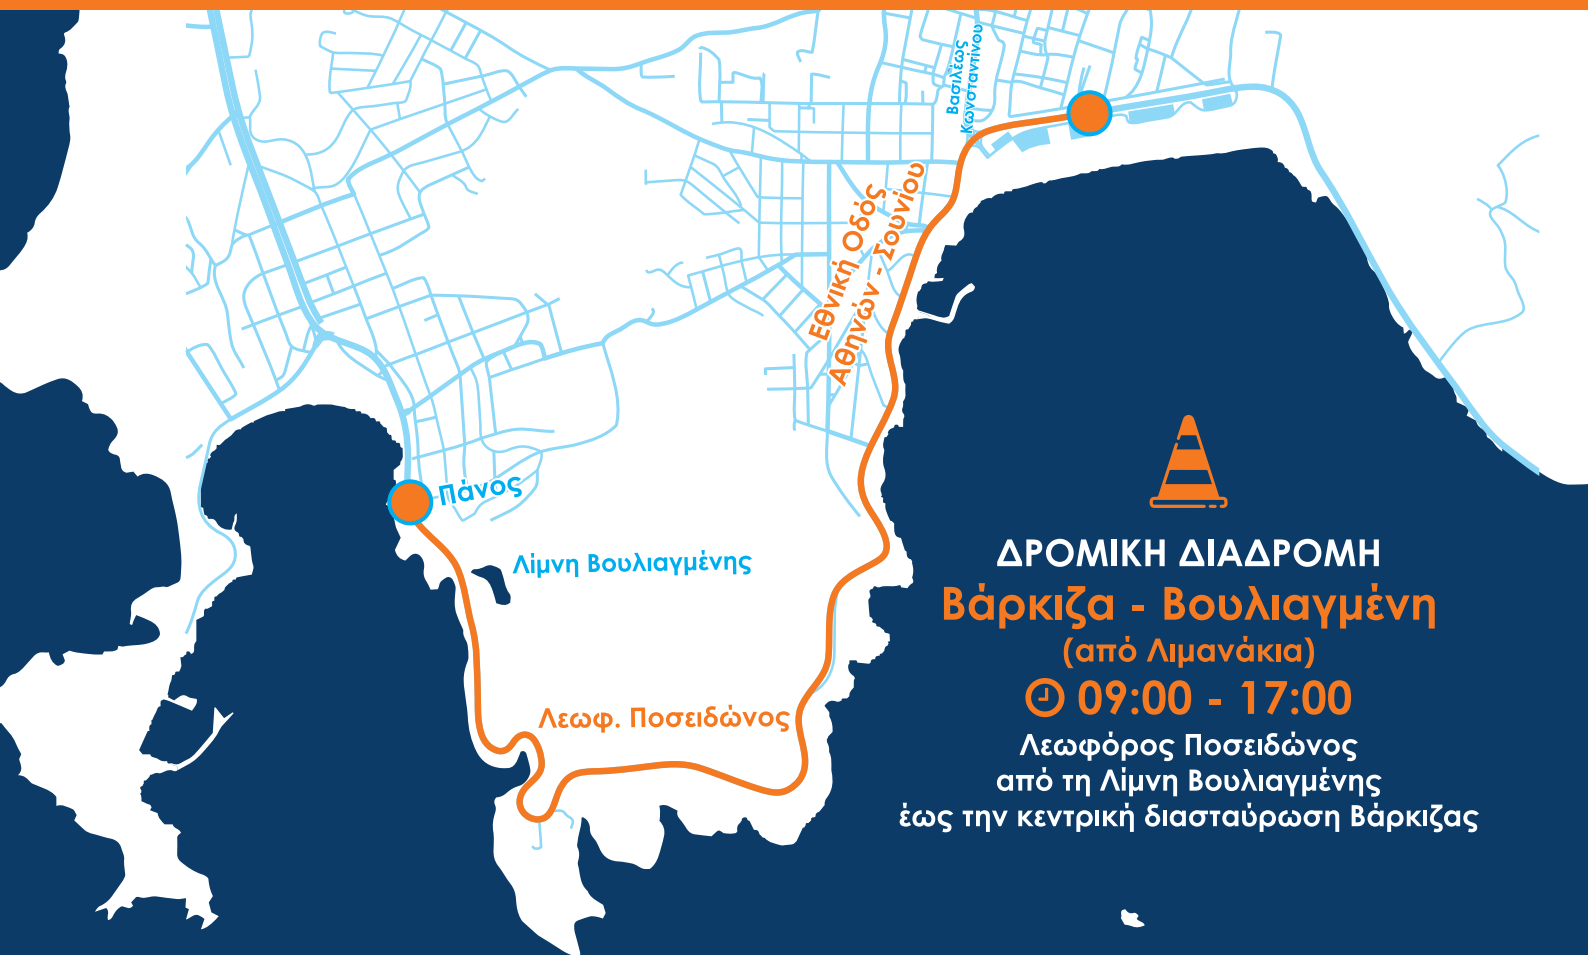 Βασιλέως
Κωνσταντίνου
Εθνική Οδός
Αθηνών - Σουνίου
Πάνος
Λίμνη Βουλιαγμένης
Λεωφ. Ποσειδώνος
ΔΡΟΜΙΚΗ ΔΙΑΔΡΟΜΗ
Βάρκιζα - Βουλιαγμένη
(από Λιμανάκια)
09:00 - 17:00
Λεωφόρος Ποσειδώνος
από τη Λίμνη Βουλιαγμένης
έως την κεντρική διασταύρωση Βάρκιζας